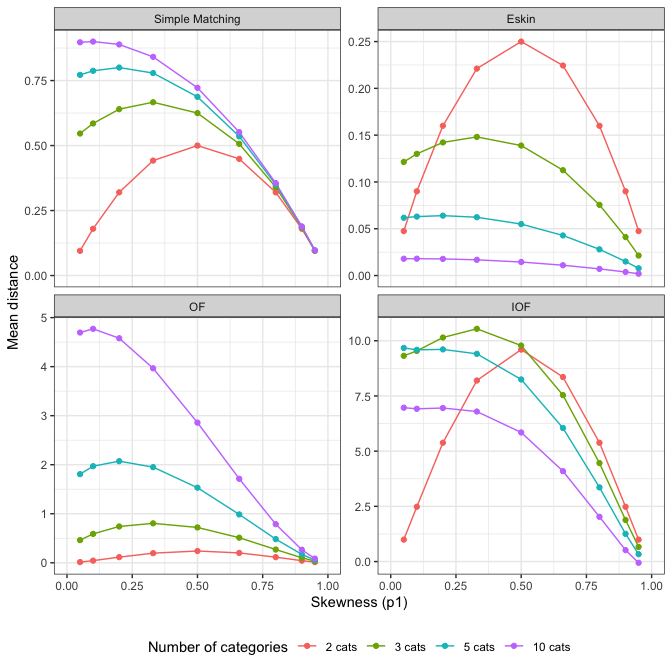 Simple Matching
Eskin
0.75
0.50
0.25
0.00
0.25
0.20
0.15
0.10
0.05
0.00
Mean distance
OF
IOF
5
4
3
2
1
0
10.0
7.5
5.0
2.5
0.0
0.00 0.25 0.50 0.75 1.00
0.00 0.25 0.50 0.75 1.00
Skewness (p1)
Number of categories 2 cats 3 cats 5 cats 10 cats